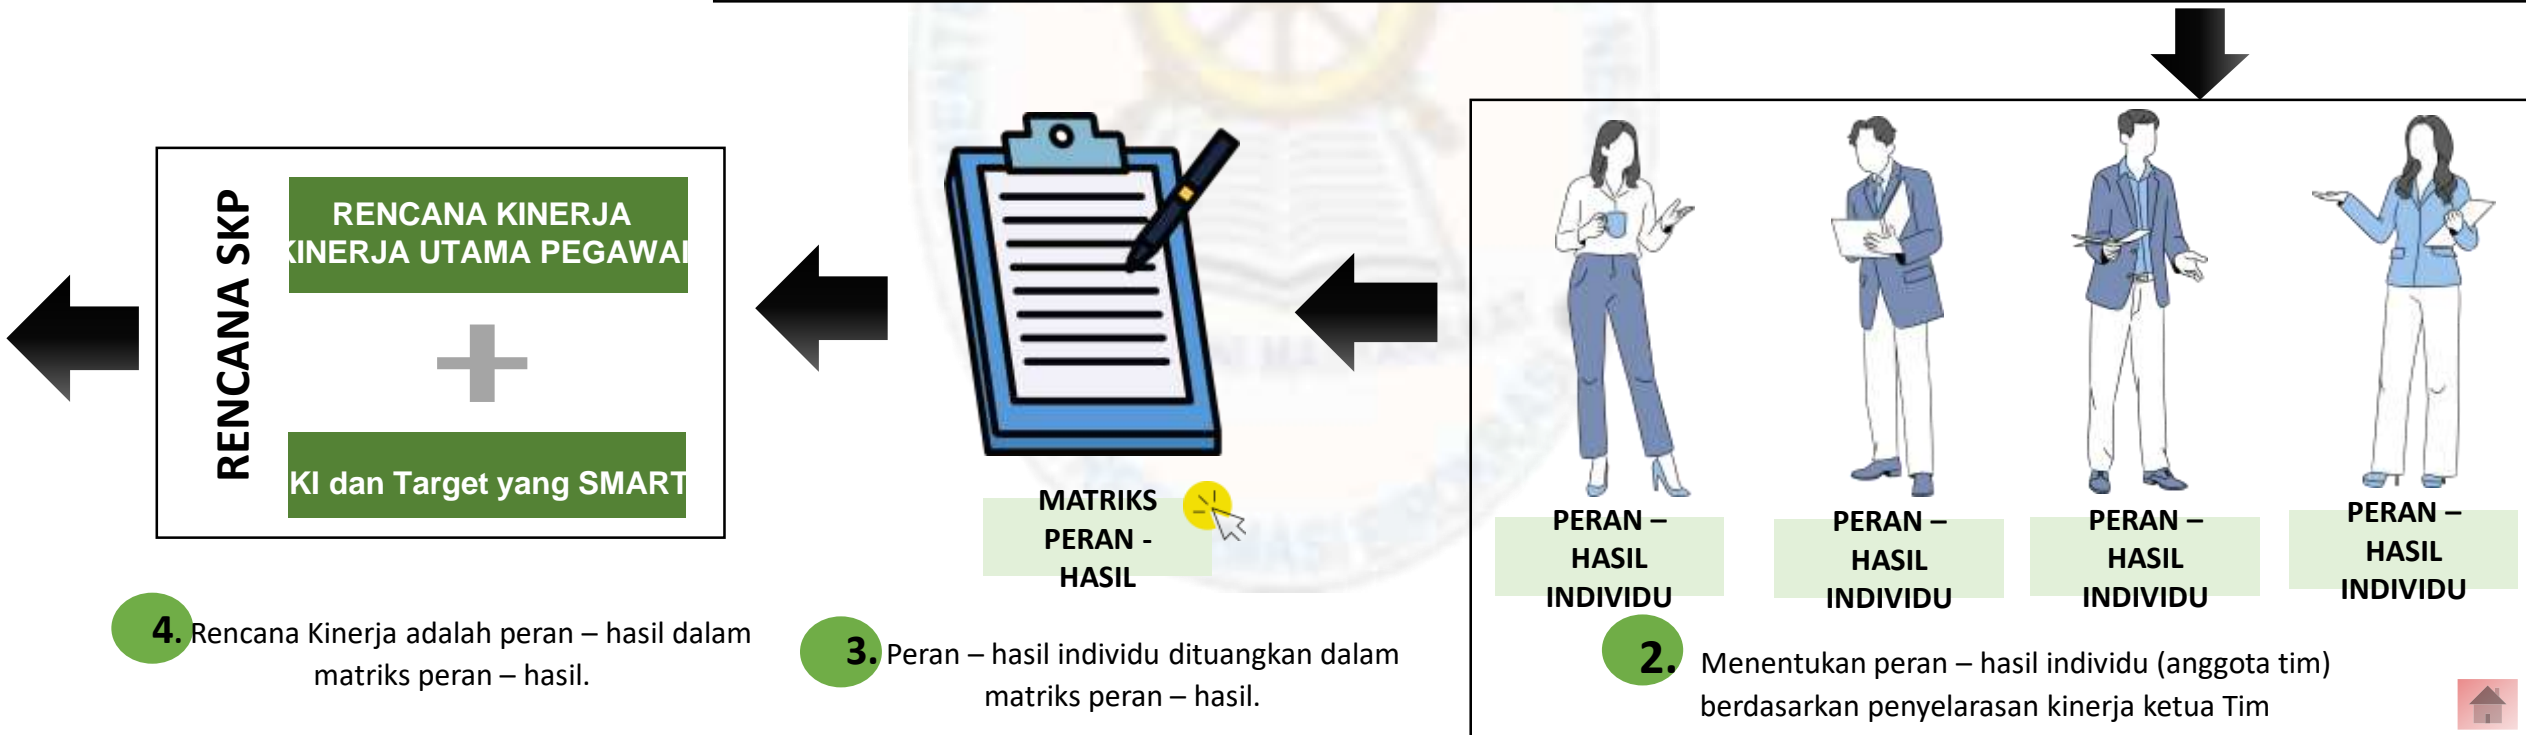 RENCANA SKP
RENCANA KINERJA
KINERJA UTAMA PEGAWAI
KI dan Target yang SMART
4. Rencana Kinerja adalah peran – hasil dalam
matriks peran – hasil.
MATRIKS
PERAN -
HASIL
3. Peran – hasil individu dituangkan dalam
matriks peran – hasil.
PERAN –
HASIL
INDIVIDU
PERAN –
HASIL
INDIVIDU
PERAN –
HASIL
INDIVIDU
PERAN –
HASIL
INDIVIDU
2. Menentukan peran – hasil individu (anggota tim)
berdasarkan penyelarasan kinerja ketua Tim